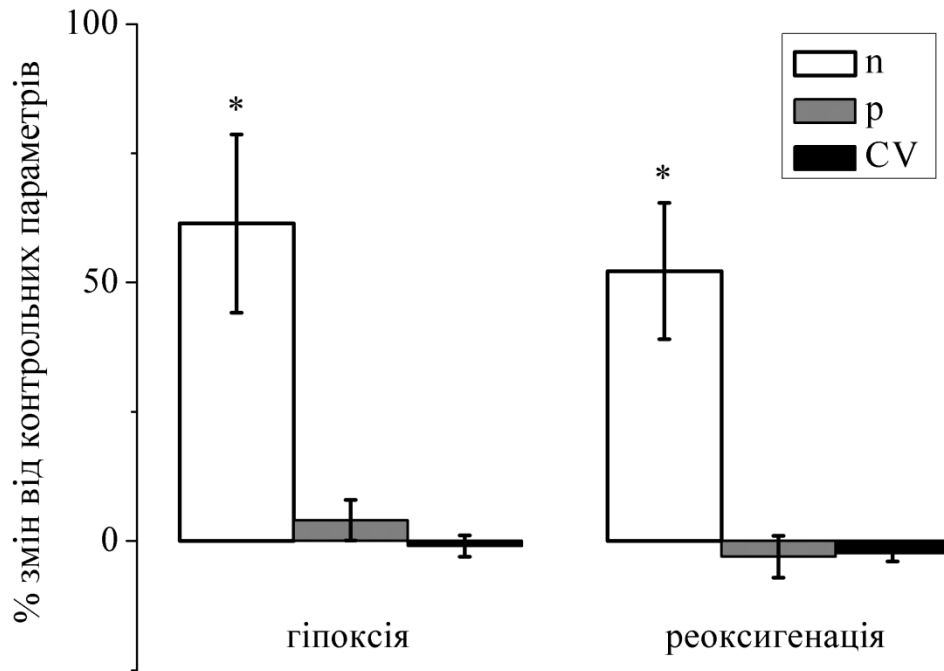 % змін від контрольних параметрів
100
50
0
*
*
n
p
CV
гіпоксія
реоксигенація